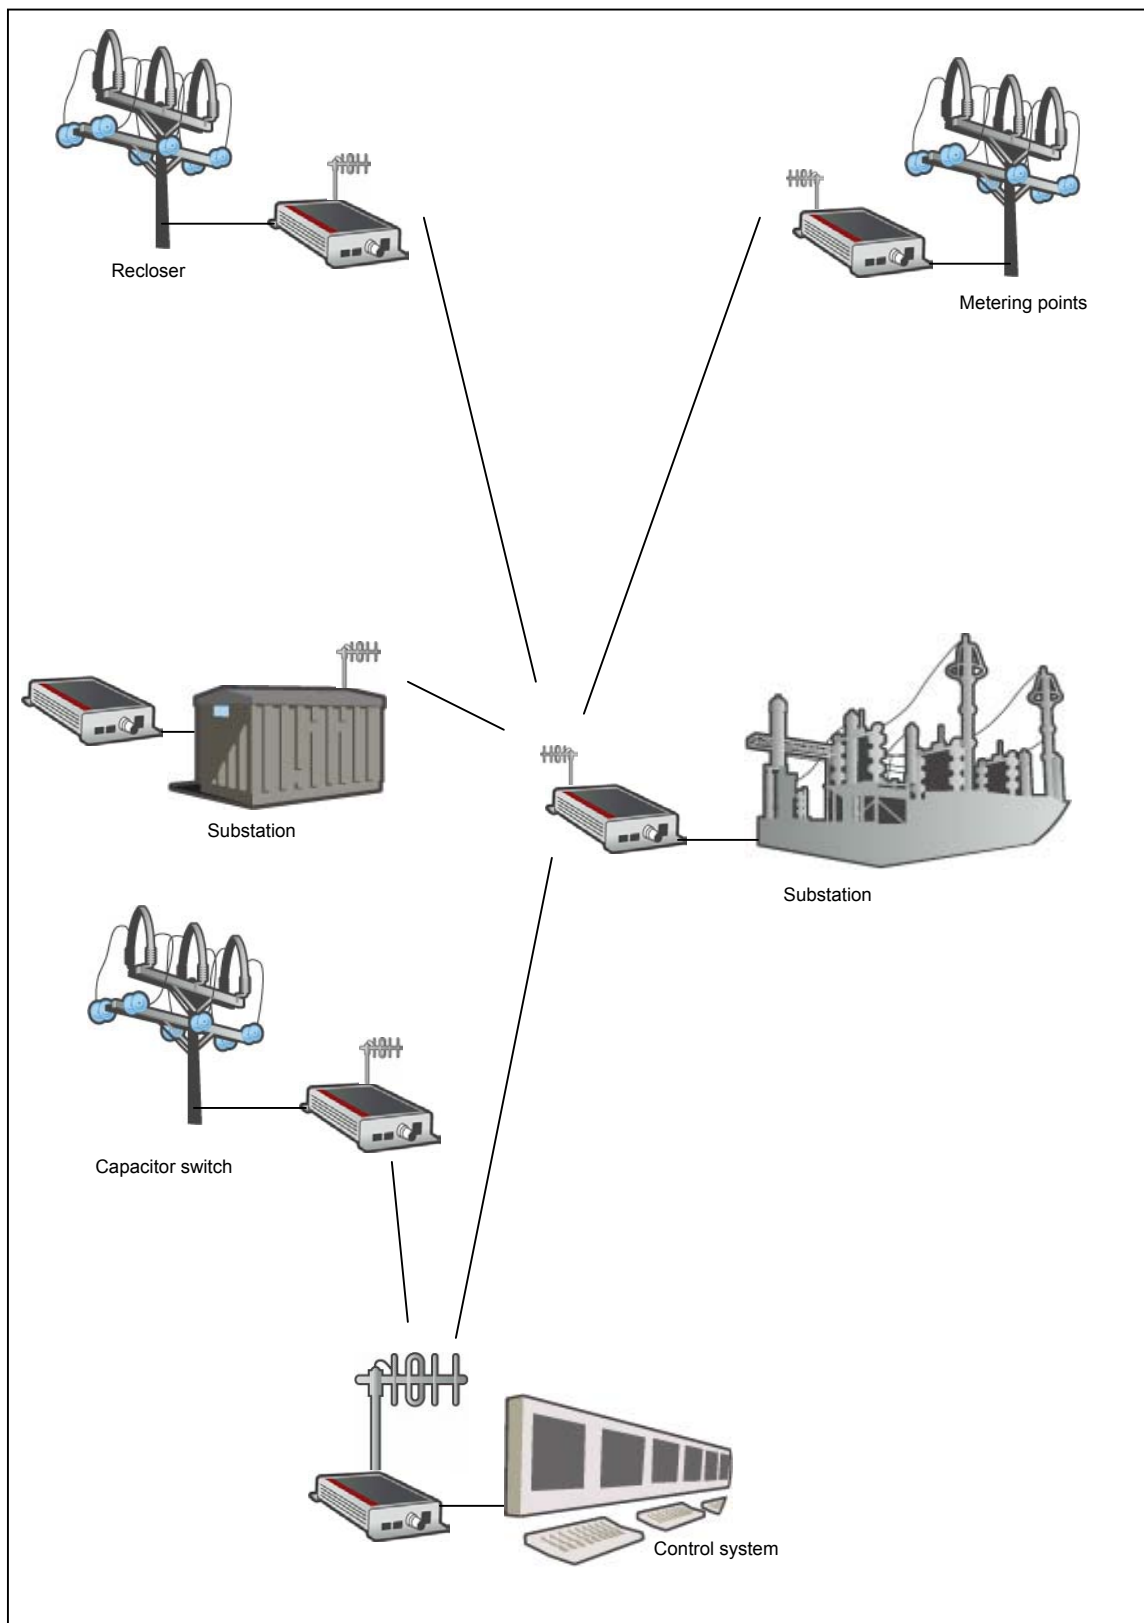 Recloser
Metering points
Substation
Substation
Capacitor switch
Control system